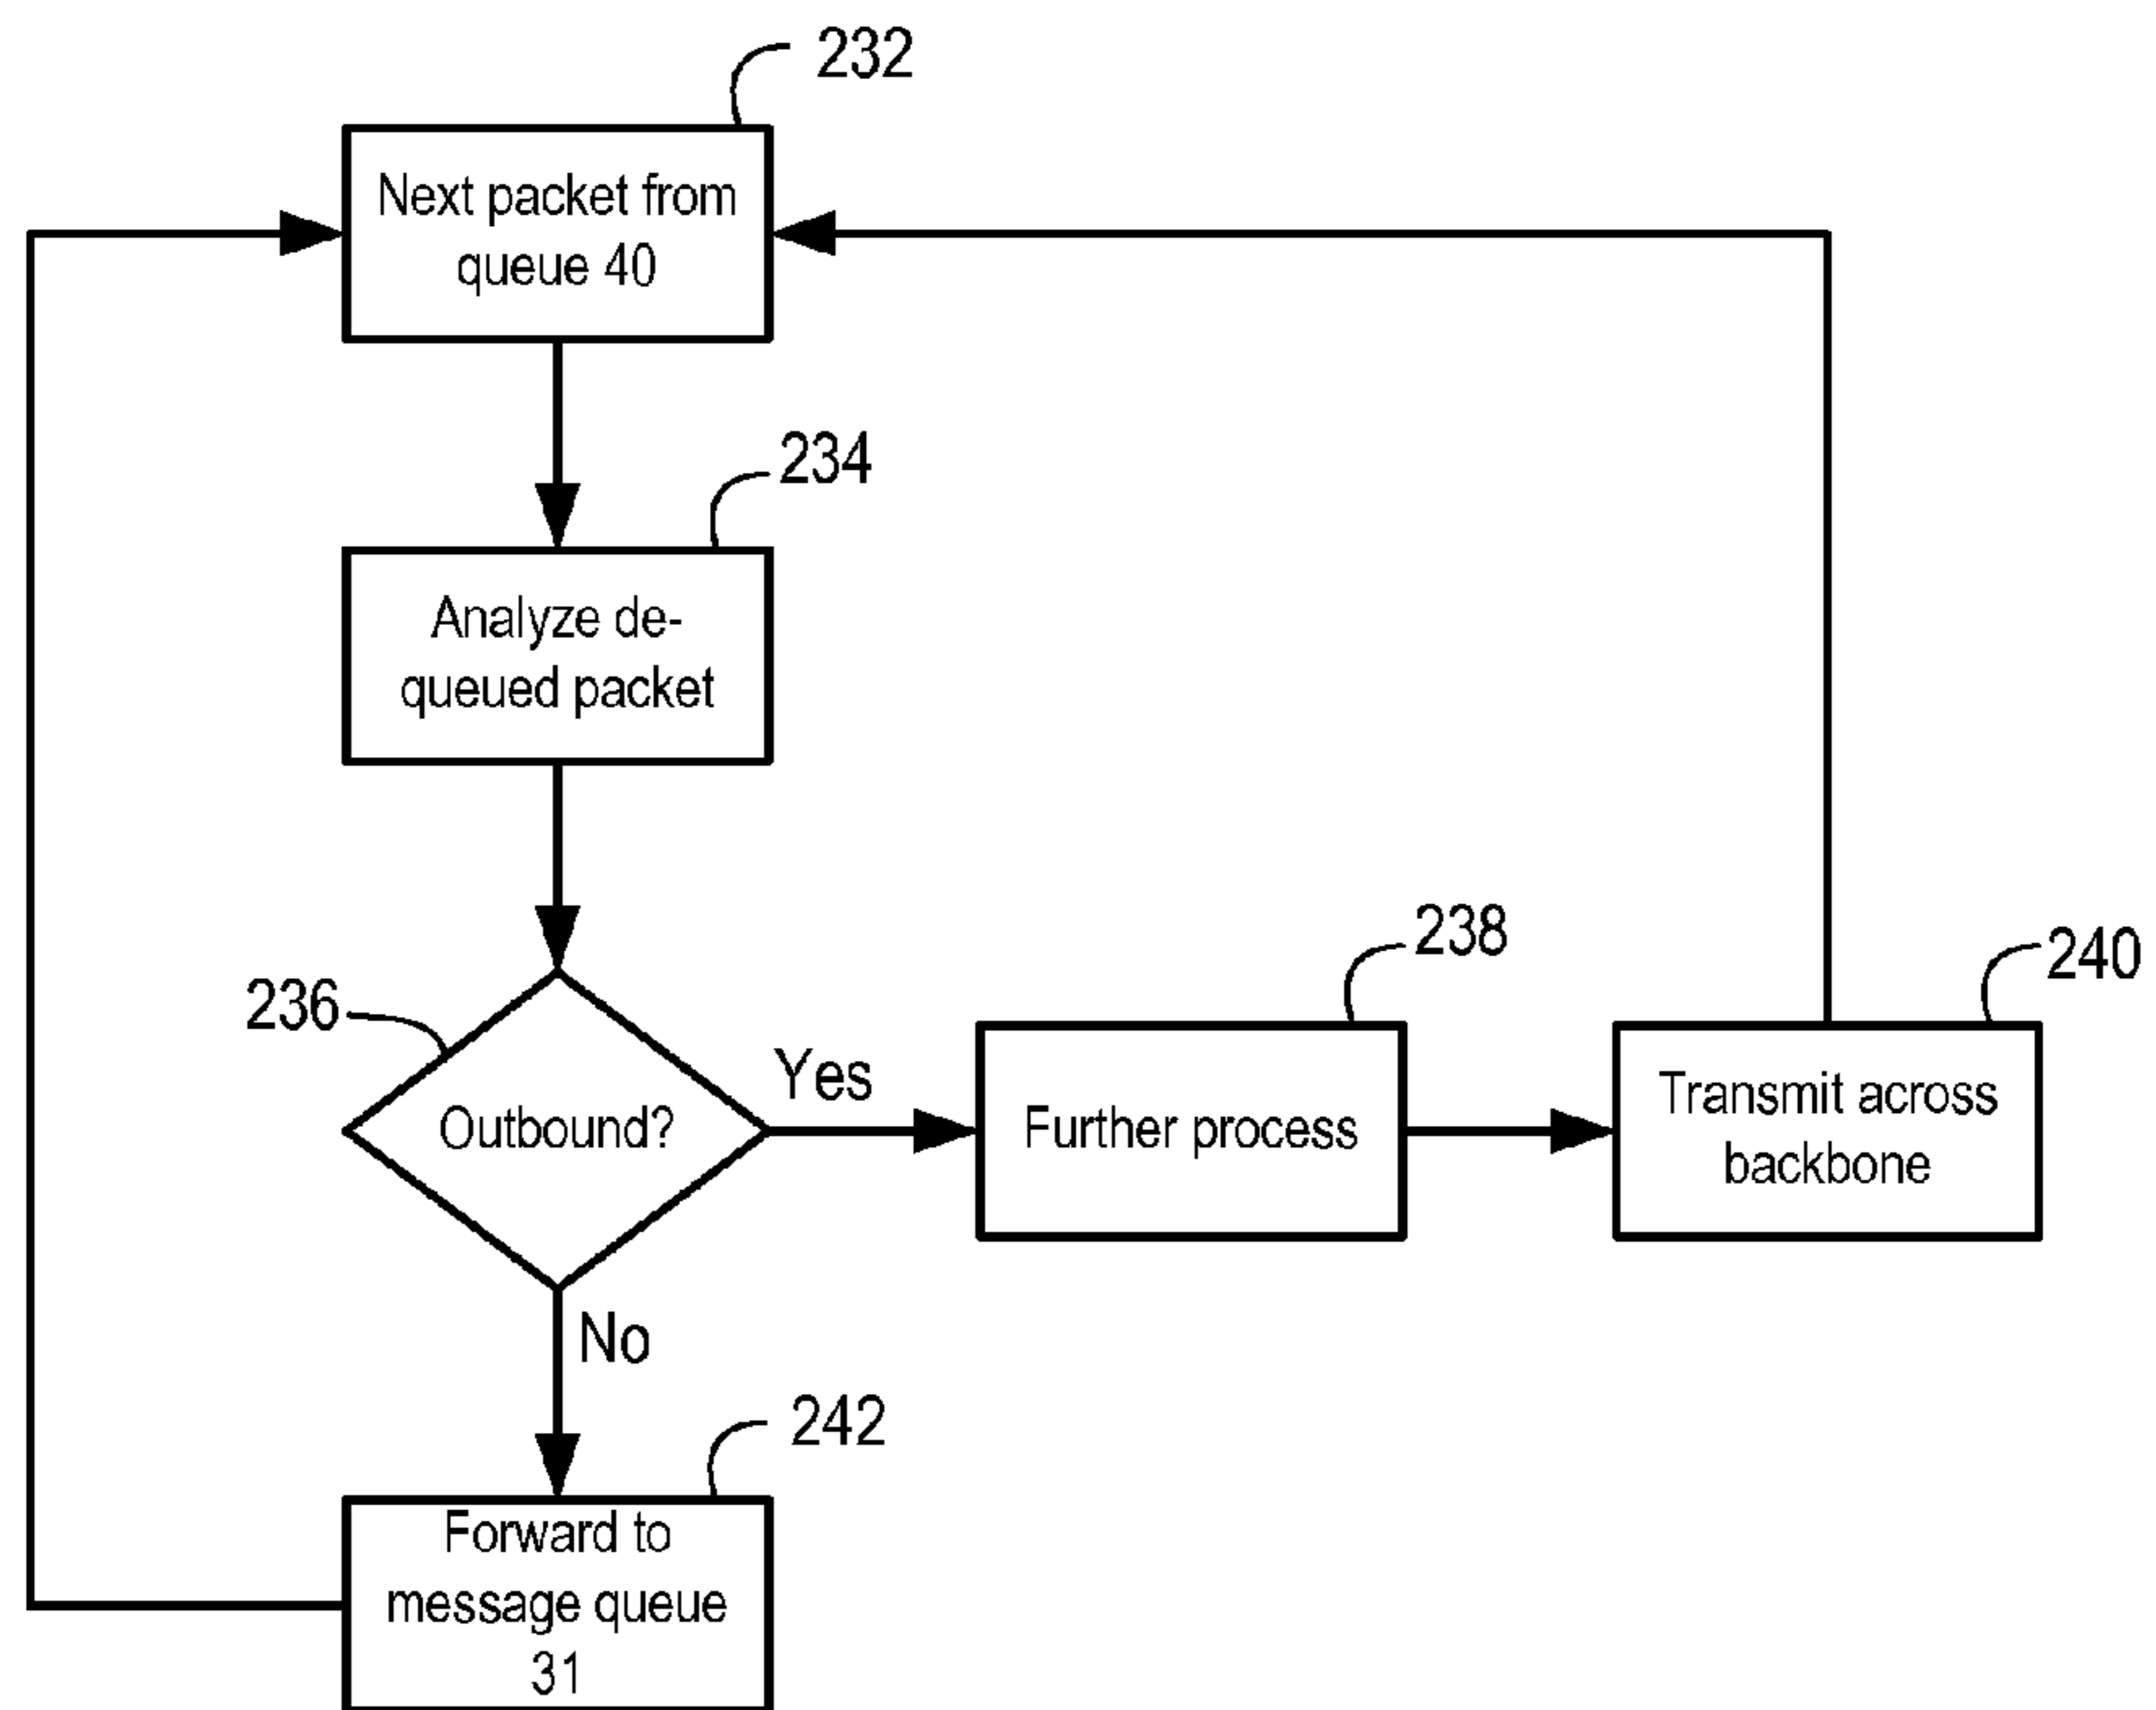 232
Next packet from
queue 40
234
Analyze de-
queued packet
236
Outbound?
Yes
238
Further process
240
Transmit across
backbone
No
242
Forward to
message queue
31